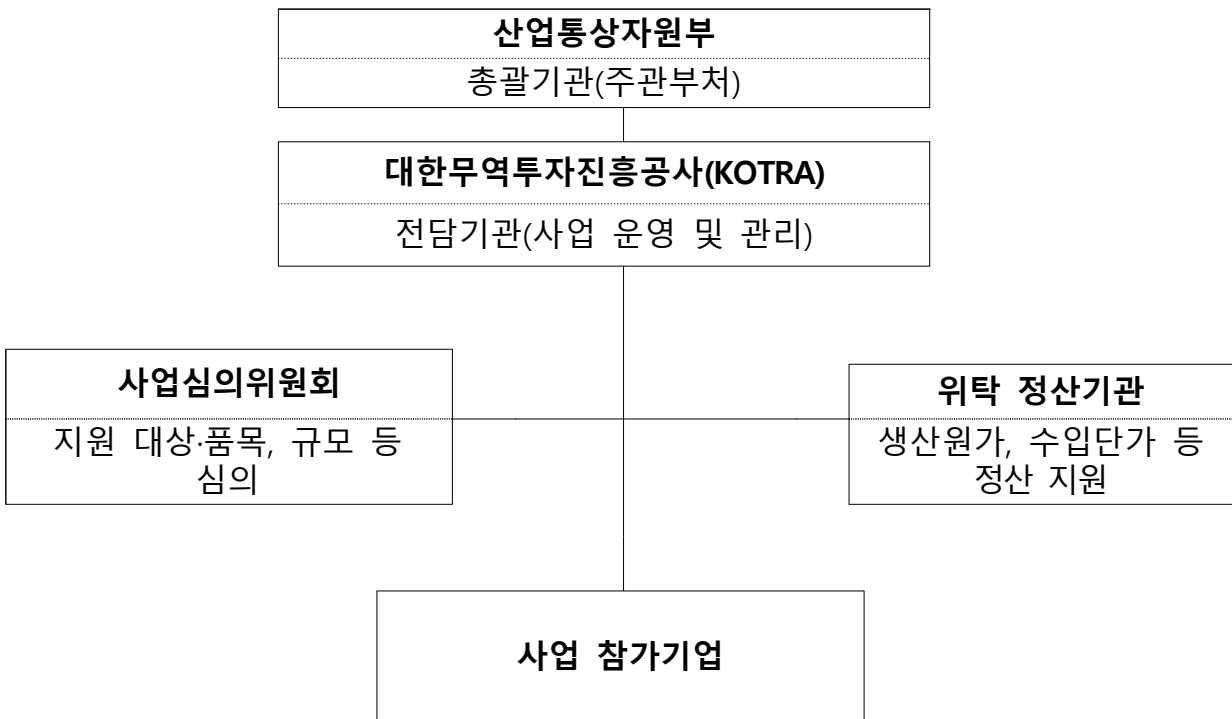 산업통상자원부
총괄기관(주관부처)
대한무역투자진흥공사(KOTRA)
전담기관(사업 운영 및 관리)
사업심의위원회
지원 대상·품목, 규모 등
심의
위탁 정산기관
생산원가, 수입단가 등
정산 지원
사업 참가기업